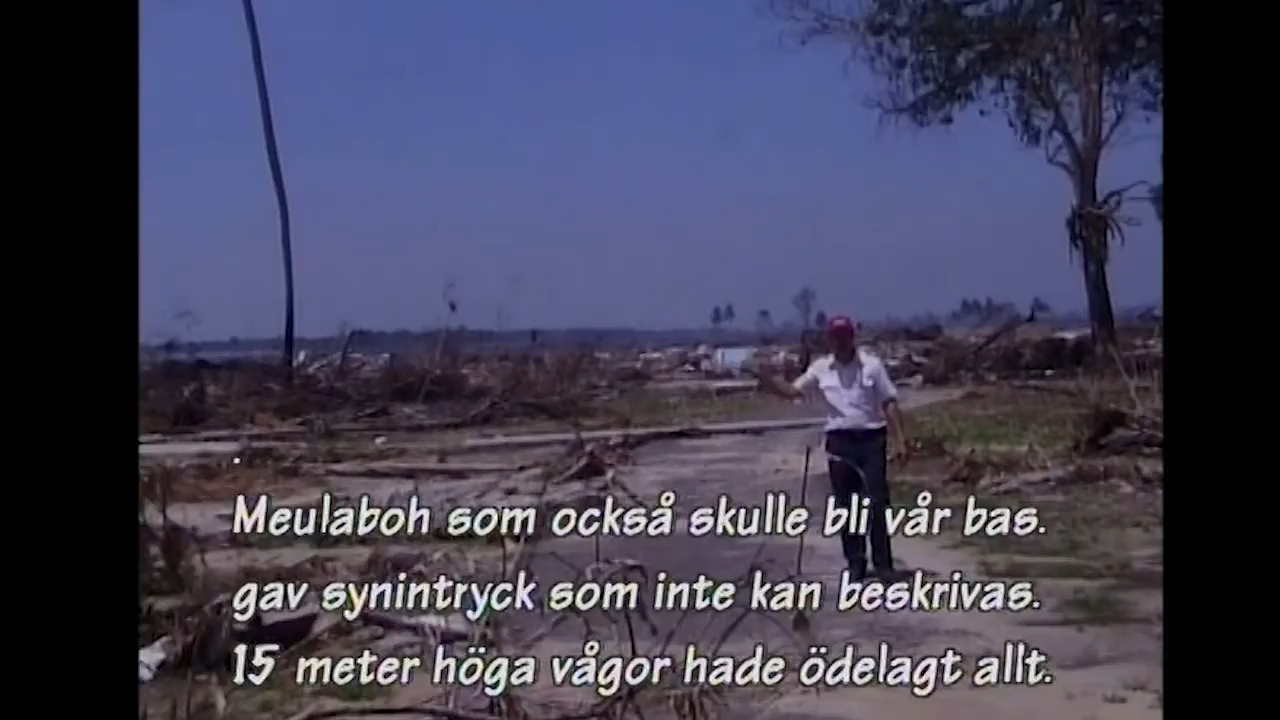 Meulaboh som också skulle bli vår bas.
gav synintryck som inte kan beskrivas.
15 meter höga vågor hade ödelagt allt.